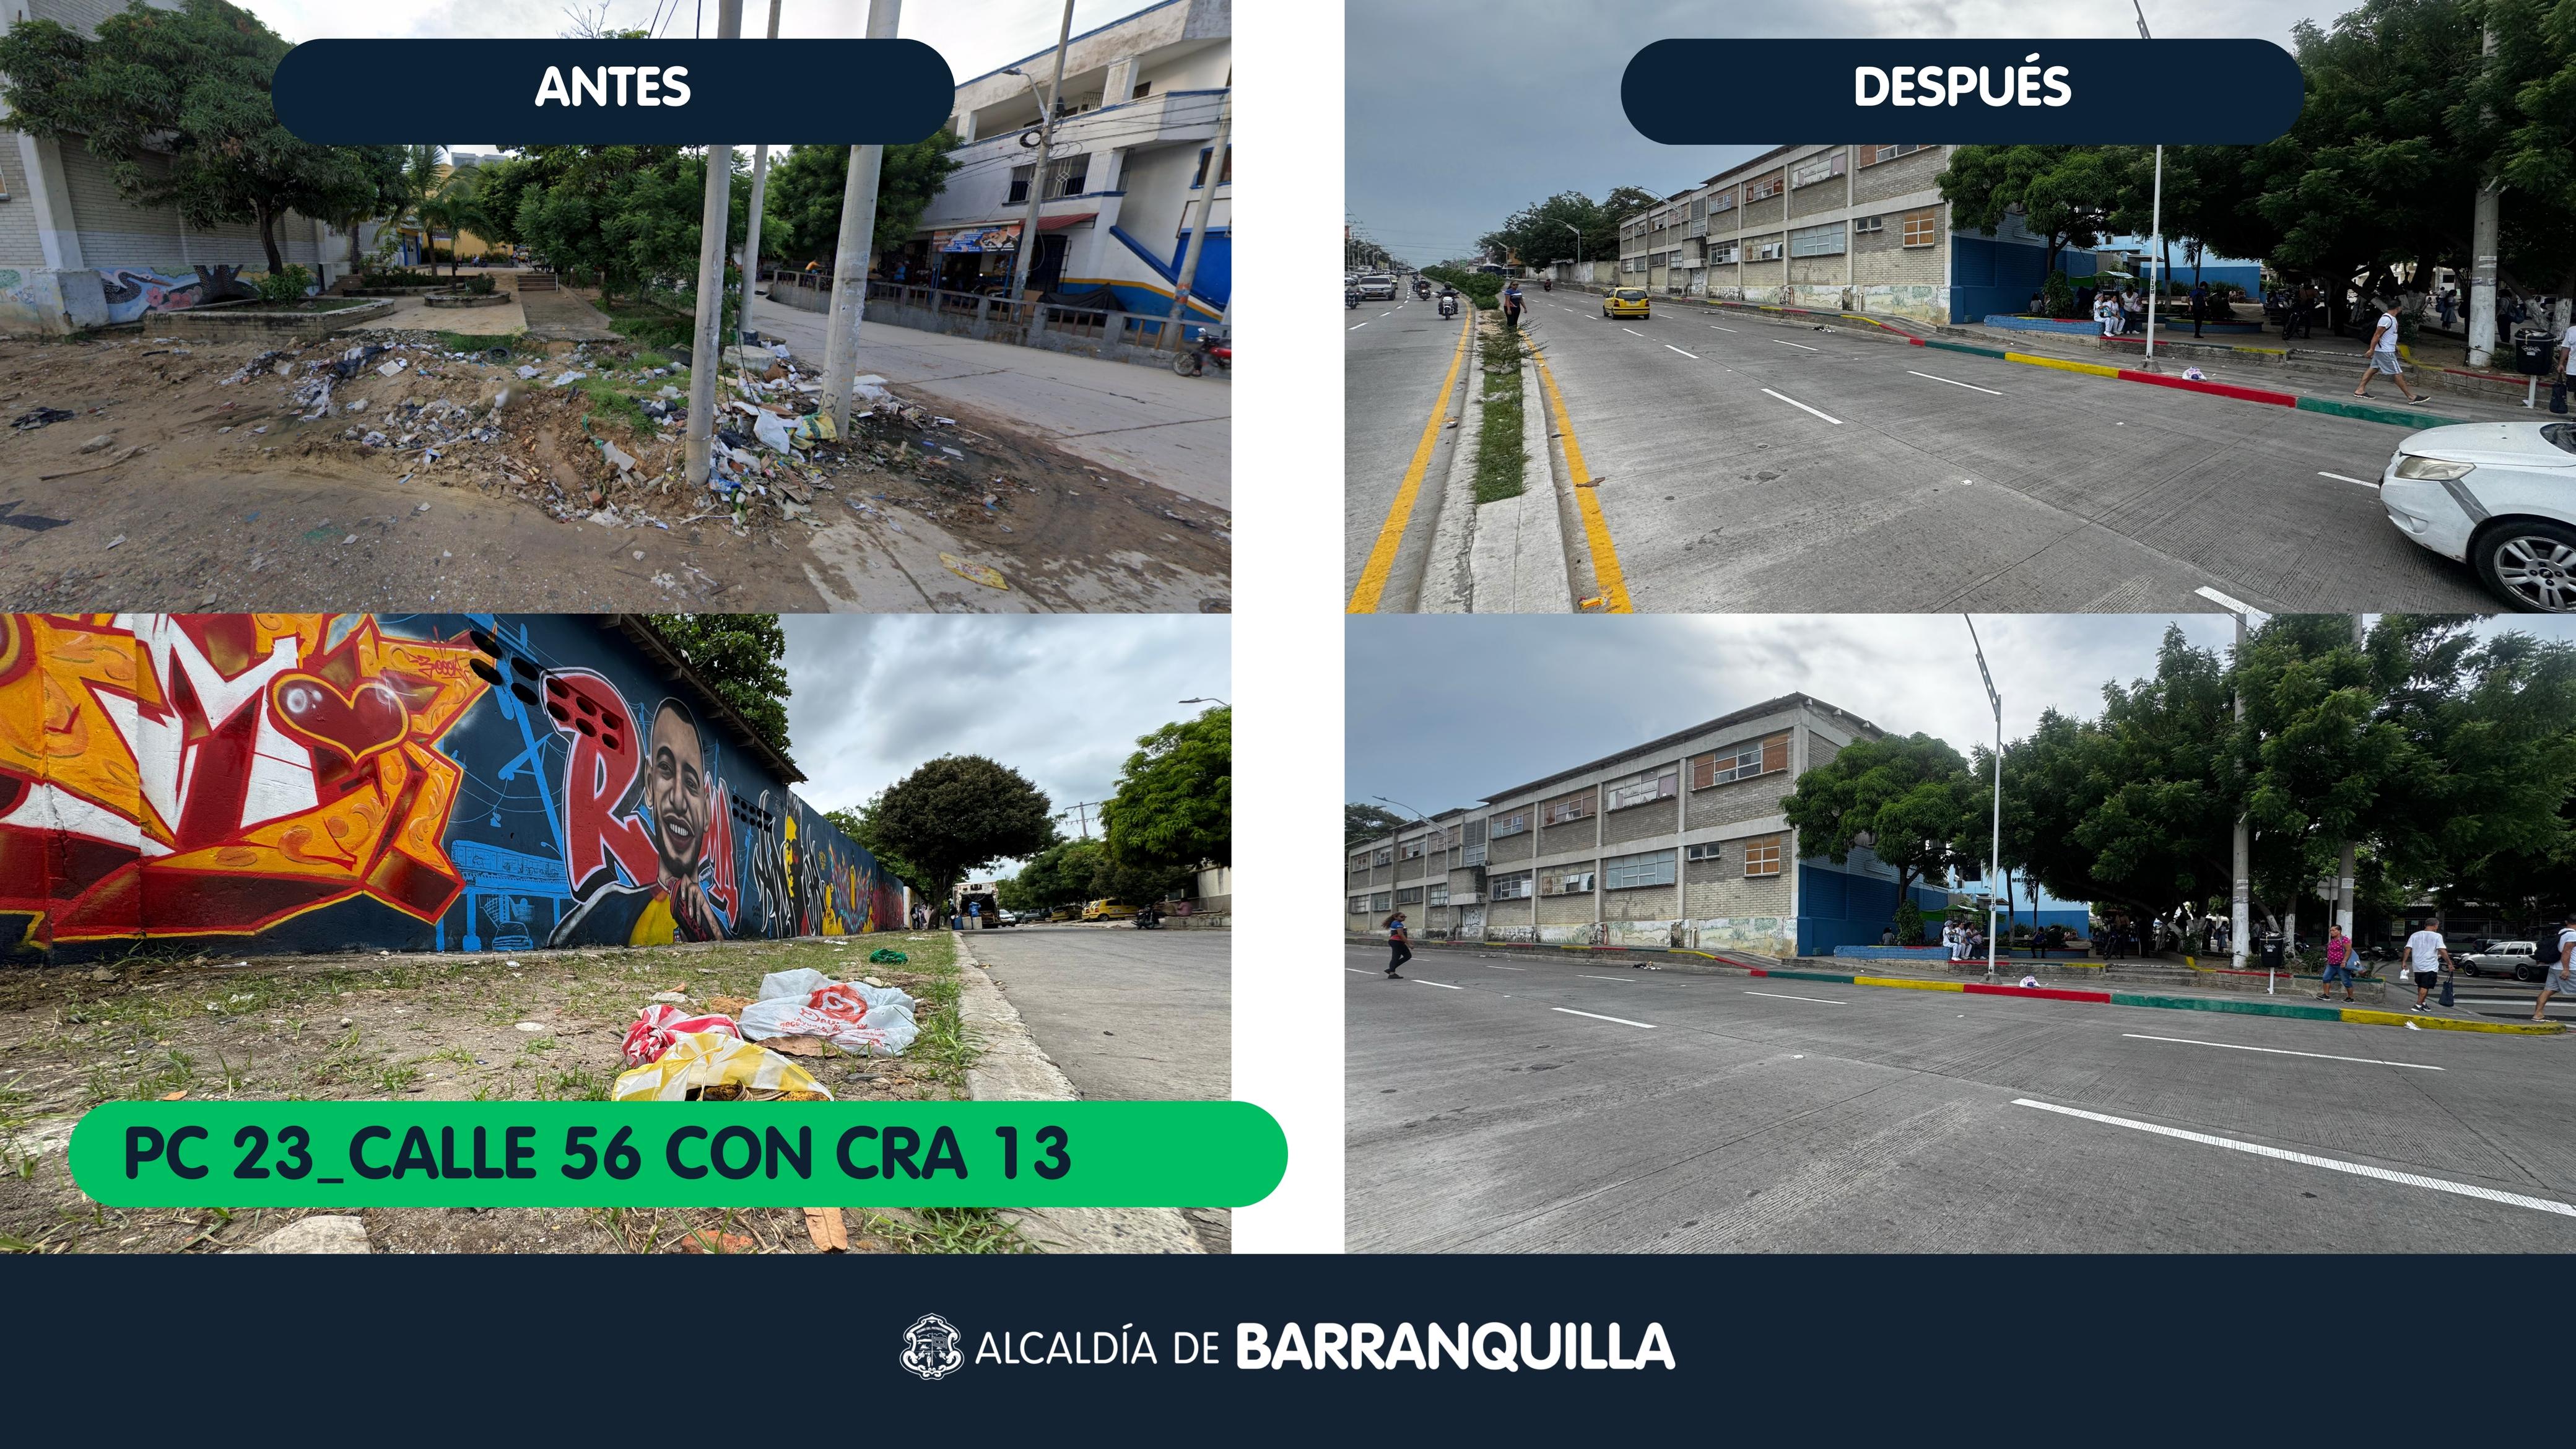 ANTES
DESPUÉS
PC 23_CALLE 56 CON CRA 13
ALCALDÍA DE BARRANQUILLA